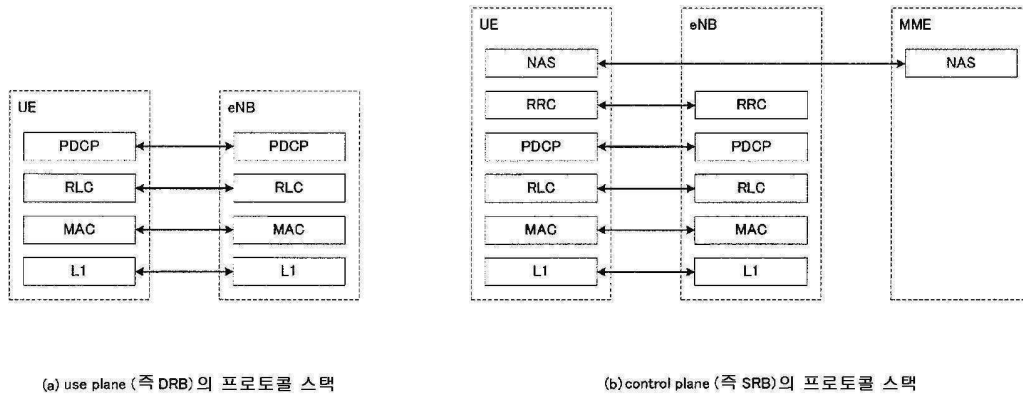 UE
eNB
PDCP
PDCP
RLC
RLC
MAC
MAC
L1
L1
(a) use plane (즉 DRB)의 프로토콜 스택
UE
eNB
MME
NAS
NAS
RRC
RRC
PDCP
PDCP
RLC
RLC
MAC
MAC
L1
L1
(b) control plane (즉 SRB)의 프로토콜 스택